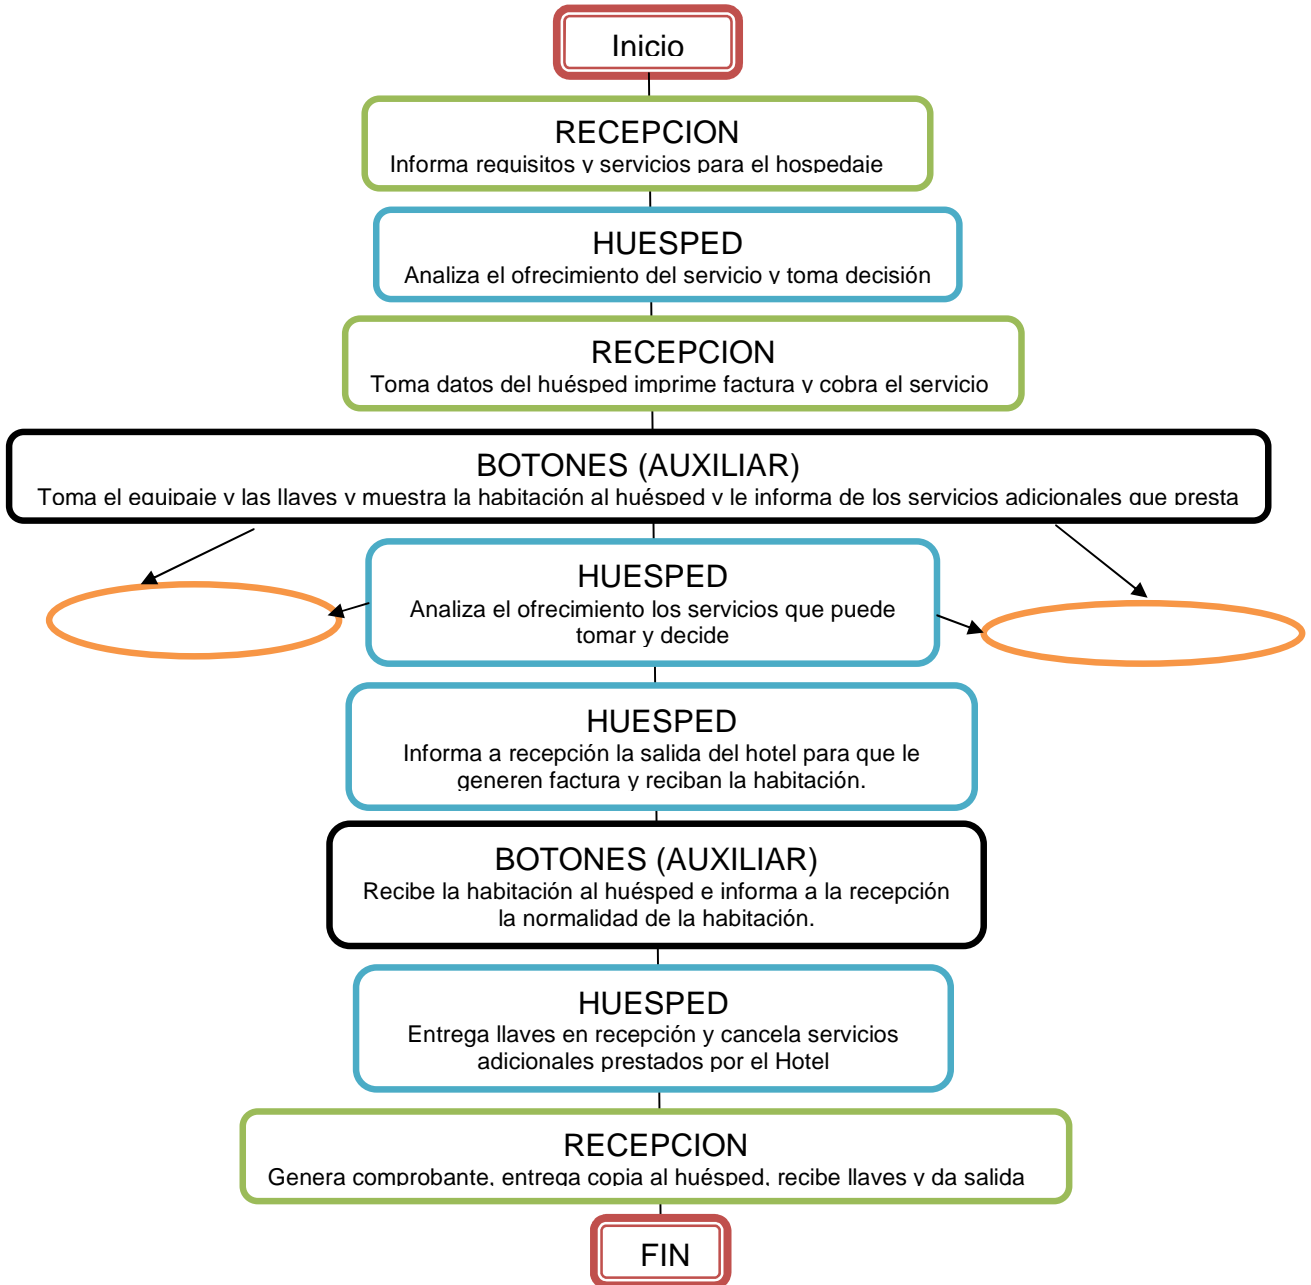 Inicio
RECEPCION
Informa requisitos y servicios para el hospedaje
HUESPED
Analiza el ofrecimiento del servicio y toma decisión
RECEPCION
Toma datos del huésped imprime factura y cobra el servicio
BOTONES (AUXILIAR)
Toma el equipaje y las llaves y muestra la habitación al huésped y le informa de los servicios adicionales que presta
HUESPED
Analiza el ofrecimiento los servicios que puede
tomar y decide
HUESPED
Informa a recepción la salida del hotel para que le
generen factura y reciban la habitación.
BOTONES (AUXILIAR)
Recibe la habitación al huésped e informa a la recepción
la normalidad de la habitación.
HUESPED
Entrega llaves en recepción y cancela servicios
adicionales prestados por el Hotel
RECEPCION
Genera comprobante, entrega copia al huésped, recibe llaves y da salida
FIN